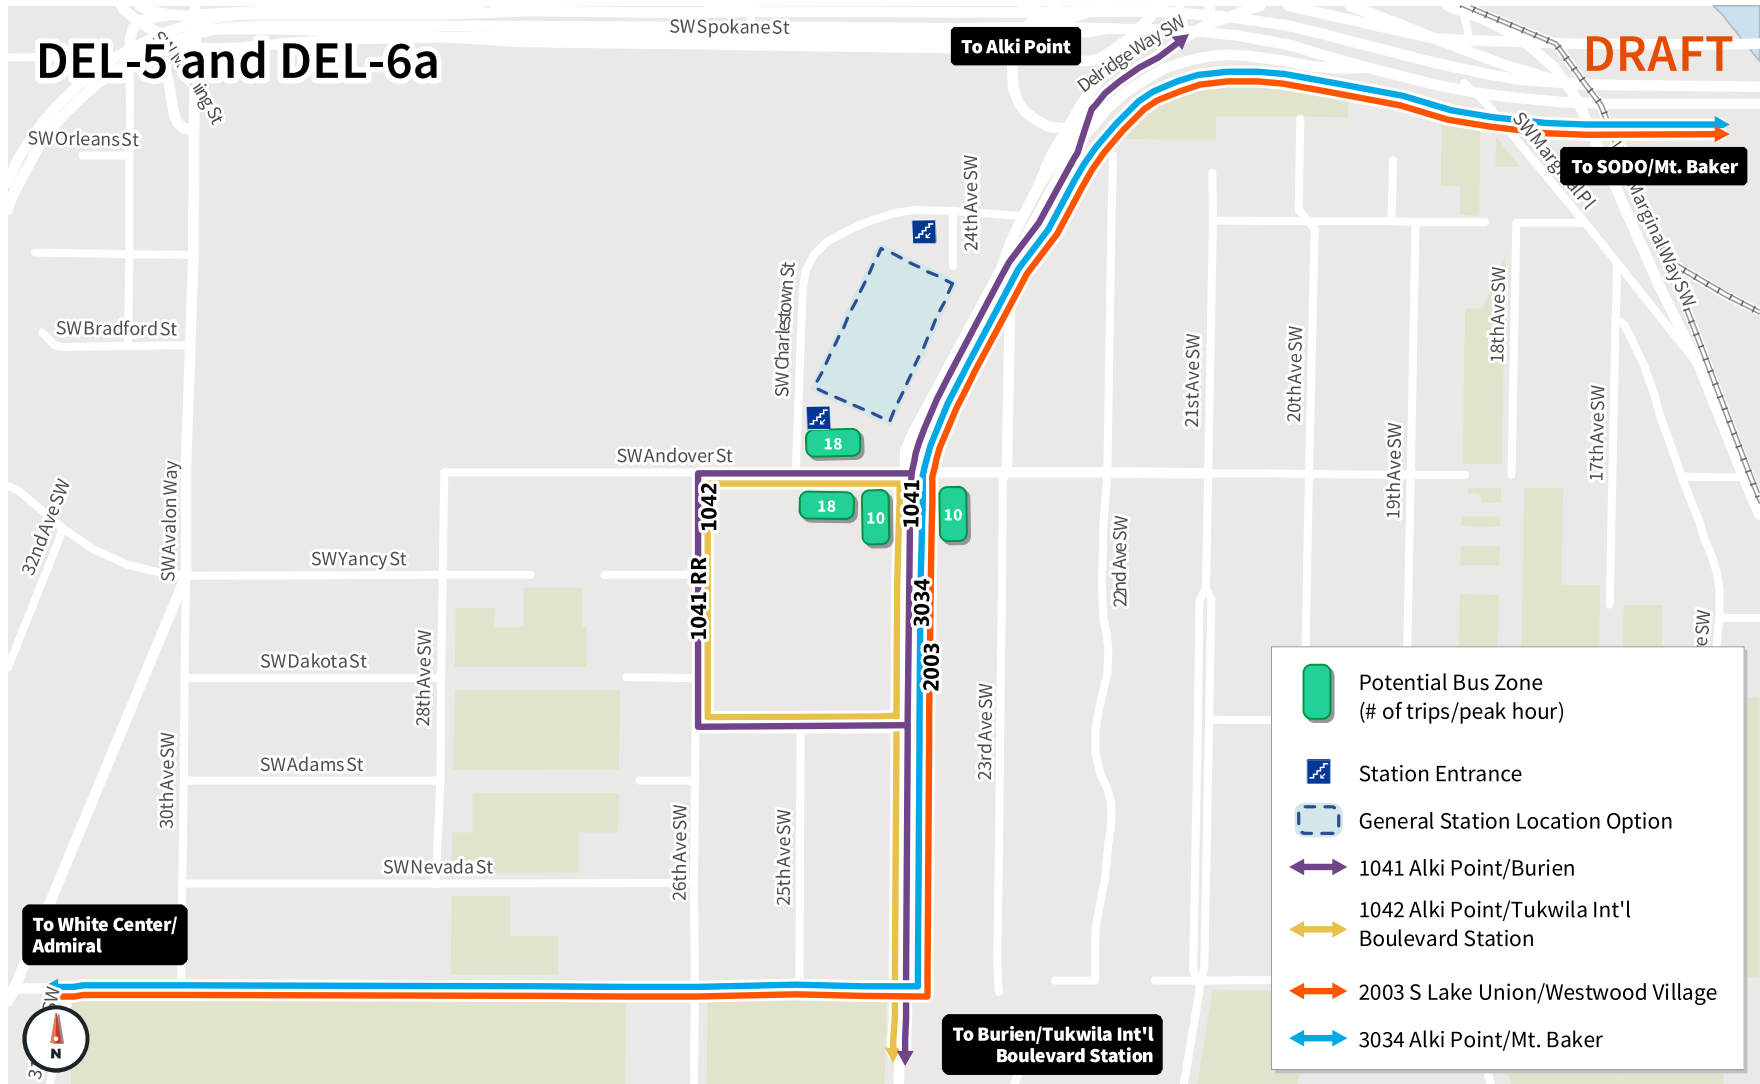 DEL-5 and DEL-6a
DRAFT
SW Spokane St
To Alki Point
Delridge Way SW
SW Orleans St
SW Marginal Pl
To SODO/Mt. Baker
Marginal Way SW
24th Ave SW
SW Charlestown St
SW Bradford St
18th Ave SW
21st Ave SW
20th Ave SW
17th Ave SW
19th Ave SW
18
SW Andover St
SW Avalon Way
32nd Ave SW
1042
18
10
1041
10
SW Yancy St
22nd Ave SW
1041 RR
3034
2003
SW Dakota St
28th Ave SW
23rd Ave SW
SW Adams St
30th Ave SW
26th Ave SW
25th Ave SW
SW Nevada St
To White Center/
Admiral
SW
N
To Burien/Tukwila Int'l
Boulevard Station
Potential Bus Zone
(# of trips/peak hour)
Station Entrance
General Station Location Option
1041 Alki Point/Burien
1042 Alki Point/Tukwila Int'l
Boulevard Station
2003 S Lake Union/Westwood Village
3034 Alki Point/Mt. Baker